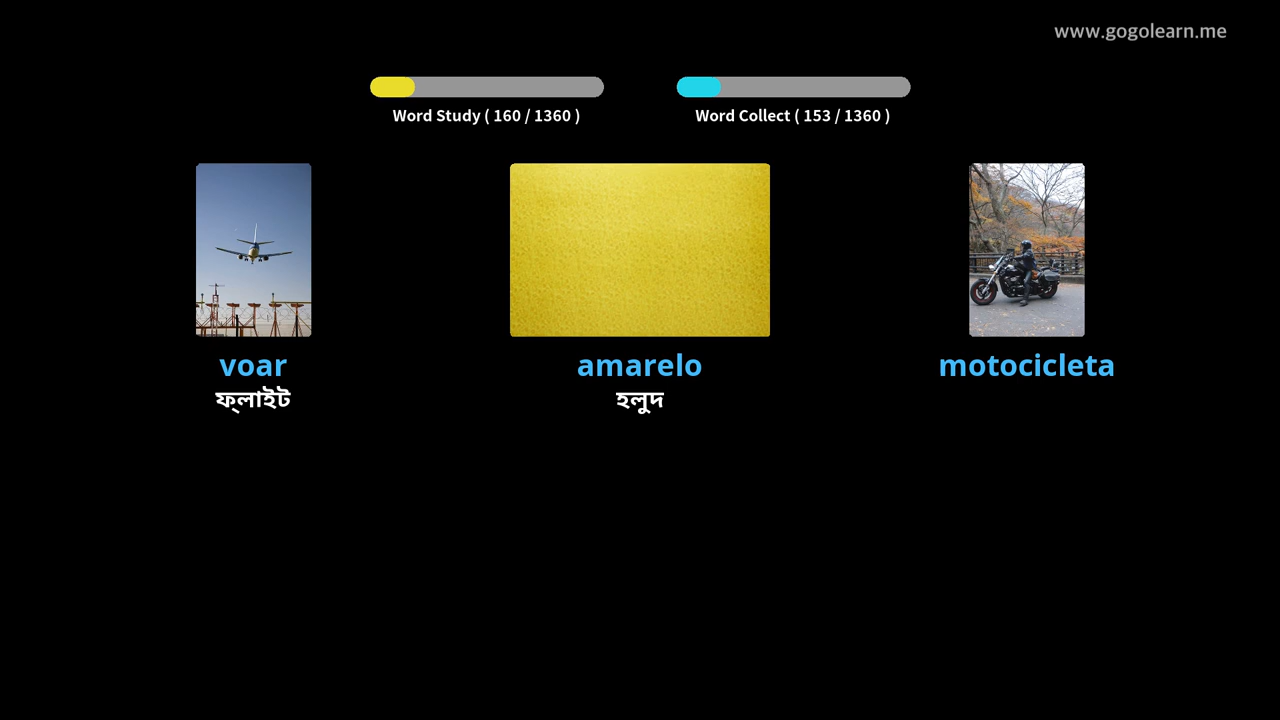 www.gogolearn.me
Word Study ( 160 / 1360 )
Word Collect ( 153 / 1360 )
voar
ফ্লাইট
amarelo
হলুদ
motocicleta